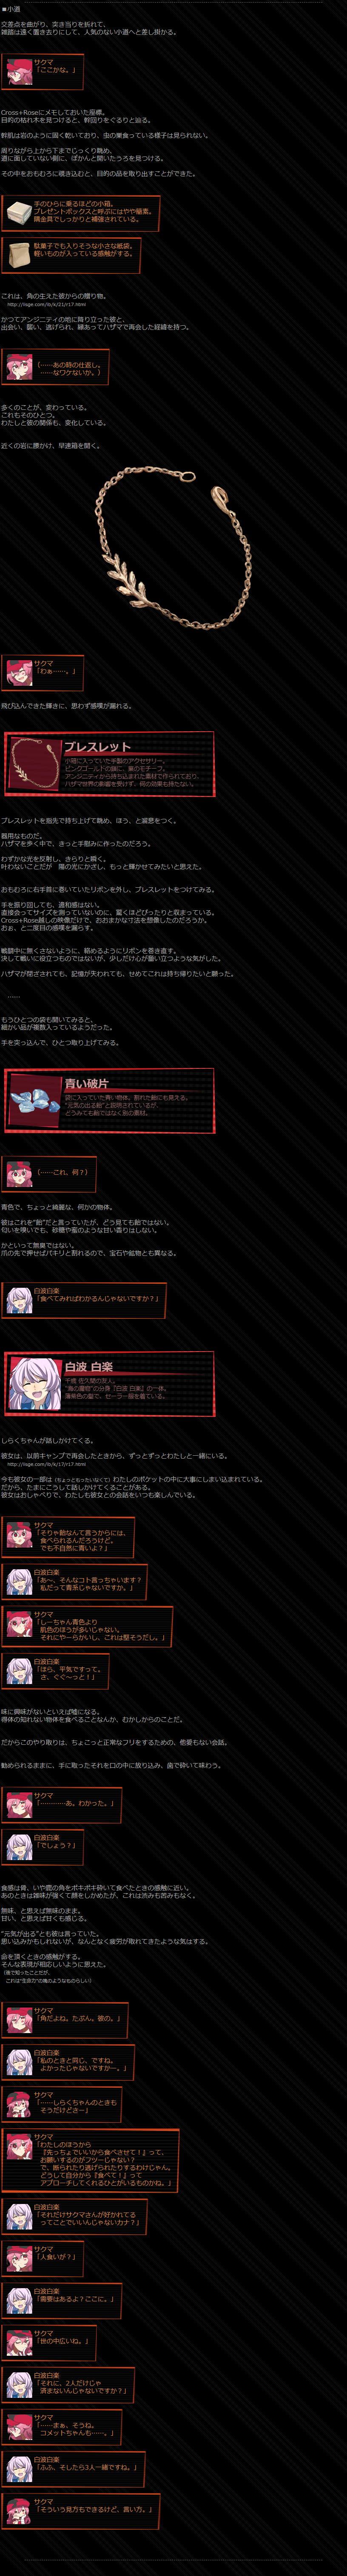 ■小道
交差点を曲がり、突き当りを折れて、
雑踏は遠く置き去りにして、人気のない小道へと差し掛かる。
サクマ
「ここかな。」
Cross+Roseにメモしておいた座標。
目的の枯れ木を見つけると、幹回りをぐるりと辿る。
幹肌は岩のように固く乾いており、虫の巣食っている様子は見られない。
周りながら上から下までじっくり眺め、
道に面していない側に、ぽかんと開いたうろを見つける。
その中をおもむろに覗き込むと、目的の品を取り出すことができた。
手のひらに乗るほどの小箱。
プレゼントボックスと呼ぶにはやや簡素。
隅金具でしっかりと補強されている。
駄菓子でも入りそうな小さな紙袋。
軽いものが入っている感触がする。
これは、角の生えた彼からの贈り物。
http://lisge.com/ib/k/21/r17.html
かつてアンジニティの地に降り立った彼と、
出会い、願い、逃げられ、縁あってハザマで再会した経緯を持つ。
(……あの時の仕返し。
……なワケないか。)
多くのことが、変わっている。
これもそのひとつ。
わたしと彼の関係も、変化している。
近くの岩に腰かけ、早速箱を開く。
サクマ
「わぁ……。」
飛び込んできた輝きに、思わず感嘆が漏れる。
ブレスレット
小箱に入っていた手製のアクセサリー。
ピンクゴールドの鎖に、葉のモチーフ。
アンジニティから持ち込まれた素材で作られており、
ハザマ世界の影響を受けず、何の効果も持たない。
ブレスレットを指先で持ち上げて眺め、ほう、と溜息をつく。
器用なものだ。
ハザマを歩く中で、きっと手慰みに作ったのだろう。
わずかな光を反射し、きらりと瞬く。
叶わないことだが　陽の光にかざし、もっと輝かせてみたいと思えた。
おもむろに右手首に巻いていたリボンを外し、ブレスレットをつけてみる。
手を振り回しても、違和感はない。
直接会ってサイズを測っていないのに、驚くほどぴったりと収まっている。
Cross+Rose越しの映像だけで、おおまかな寸法を想像したのだろうか。
おぉ、と二度目の感嘆を漏らす。
戦闘中に無くさないように、絡めるようにリボンを巻き直す。
決して戦いに役立つものではないが、少しだけ心が奮い立つような気がした。
ハザマが閉ざされても、記憶が失われても、せめてこれは持ち帰りたいと願った。
……
もうひとつの袋も開いてみると、
細かい品が複数入っているようだった。
手を突っ込んで、ひとつ取り上げてみる。
青い破片
袋に入っていた青い物体。割れた飴にも見える。
“元気の出る飴”と説明されているが、
どうみても飴ではなく別の素材。
(……これ、何？)
青色で、ちょっと綺麗な、何かの物体。
彼はこれを“飴”だと言っていたが、どう見ても飴ではない。
匂いを嗅いでも、砂糖や蜜のような甘い香りはしない。
かといって無臭ではない。
爪の先で押せばパキリと割れるので、宝石や鉱物とも異なる。
白波白楽
「食べてみればわかるんじゃないですか？」
白波 白楽
千歳 佐久間の友人。
“海の魔物”の分身『白波 白楽』の一体。
薄紫色の髪で、セーラー服を着ている。
しらくちゃんが話しかけてくる。
彼女は、以前キャンプで再会したときから、ずっとずっとわたしと一緒にいる。
http://lisge.com/ib/k/17/r17.html
今も彼女の一部は（ちょっともったいなくて）わたしのポケットの中に大事にしまい込まれている。
だから、たまにこうして話しかけてくることがある。
彼女はおしゃべりで、わたしも彼女との会話をいつも楽しんでいる。
サクマ
「そりゃ飴なんて言うからには、
食べられるんだろうけど。
でも不自然に青いよ？」
白波白楽
「あ～、そんなコト言っちゃいます？
私だって青系じゃないですか。」
サクマ
「しーちゃん青色より
肌色のほうが多いじゃない。
それにやーらかいし、これは堅そうだし。」
白波白楽
「ほら、平気ですって。
さ、ぐぐ～っと！」
味に興味がないといえば嘘になる。
得体の知れない物体を食べることなんか、むかしからのことだ。
だからこのやり取りは、ちょこっと正常なフリをするための、他愛もない会話。
勧められるままに、手に取ったそれを口の中に放り込み、歯で砕いて味わう。
サクマ
「…………あ。わかった。」
白波白楽
「でしょう？」
食感は骨、いや鹿の角をポキポキ砕いて食べたときの感触に近い。
あのときは雑味が強くて顔をしかめたが、これは渋みも苦みもなく。
無味、と思えば無味のまま。
甘い、と思えば甘くも感じる。
“元気が出る”とも彼は言っていた。
思い込みかもしれないが、なんとなく疲労が取れてきたような気はする。
命を頂くときの感触がする。
そんな表現が相応しいように思えた。
（後で知ったことだが、
これは“生命力”の塊のようなものらしい）
サクマ
「角だよね。たぶん。彼の。」
白波白楽
「私のときと同じ、ですね。
よかったじゃないですかー。」
サクマ
「……しらくちゃんのときも
そうだけどさー」
サクマ
「わたしのほうから
『先っちょでいいから食べさせて！』って、
お願いするのがフツーじゃない？
で、断られたり逃げられたりするわけじゃん。
どうして自分から『食べて！』って
アプローチしてくれるひとがいるものかね。」
白波白楽
「それだけサクマさんが好かれてる
ってことでいいんじゃないカナ？」
サクマ
「人食いが？」
白波白楽
「需要はあるよ？ここに。」
サクマ
「世の中広いね。」
白波白楽
「それに、2人だけじゃ
済まないんじゃないですか？」
サクマ
「……まぁ、そうね。
コメットちゃんも……。」
白波白楽
「ふふ、そしたら3人一緒ですね。」
サクマ
「そういう見方もできるけど、言い方。」